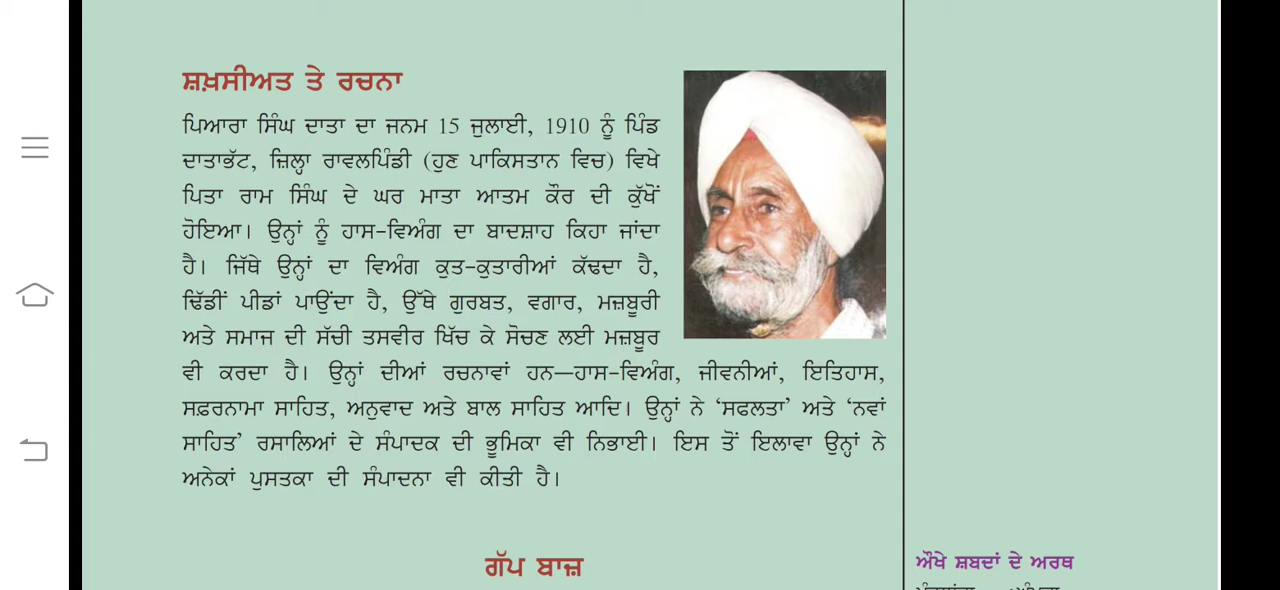 ਸ਼ਖ਼ਸੀਅਤ ਤੇ ਰਚਨਾ
ਪਿਆਰਾ ਸਿੰਘ ਦਾਤਾ ਦਾ ਜਨਮ 15 ਜੁਲਾਈ, 1910 ਨੂੰ ਪਿੰਡ
ਦਾਤਾਭੱਟ, ਜ਼ਿਲ੍ਹਾ ਰਾਵਲਪਿੰਡੀ (ਹੁਣ ਪਾਕਿਸਤਾਨ ਵਿਚ) ਵਿਖੇ
ਪਿਤਾ ਰਾਮ ਸਿੰਘ ਦੇ ਘਰ ਮਾਤਾ ਆਤਮ ਕੌਰ ਦੀ ਕੁੱਖੋਂ
ਹੋਇਆ। ਉਨ੍ਹਾਂ ਨੂੰ ਹਾਸ-ਵਿਅੰਗ ਦਾ ਬਾਦਸ਼ਾਹ ਕਿਹਾ ਜਾਂਦਾ
ਹੈ। ਜਿੱਥੇ ਉਨ੍ਹਾਂ ਦਾ ਵਿਅੰਗ ਕੁਤ-ਕੁਤਾਰੀਆਂ ਕੱਢਦਾ ਹੈ,
ਢਿੱਡੀਂ ਪੀਡਾਂ ਪਾਉਂਦਾ ਹੈ, ਉੱਥੇ ਗੁਰਬਤ, ਵਗਾਰ, ਮਜ਼ਬੂਰੀ
ਅਤੇ ਸਮਾਜ ਦੀ ਸੱਚੀ ਤਸਵੀਰ ਖਿੱਚ ਕੇ ਸੋਚਣ ਲਈ ਮਜ਼ਬੂਰ
ਵੀ ਕਰਦਾ ਹੈ। ਉਨ੍ਹਾਂ ਦੀਆਂ ਰਚਨਾਵਾਂ ਹਨ—ਹਾਸ-ਵਿਅੰਗ, ਜੀਵਨੀਆਂ, ਇਤਿਹਾਸ,
ਸਫ਼ਰਨਾਮਾ ਸਾਹਿਤ, ਅਨੁਵਾਦ ਅਤੇ ਬਾਲ ਸਾਹਿਤ ਆਦਿ। ਉਨ੍ਹਾਂ ਨੇ ‘ਸਫਲਤਾ’ ਅਤੇ ‘ਨਵਾਂ
ਸਾਹਿਤ’ ਰਸਾਲਿਆਂ ਦੇ ਸੰਪਾਦਕ ਦੀ ਭੂਮਿਕਾ ਵੀ ਨਿਭਾਈ। ਇਸ ਤੋਂ ਇਲਾਵਾ ਉਨ੍ਹਾਂ ਨੇ
ਅਨੇਕਾਂ ਪੁਸਤਕਾ ਦੀ ਸੰਪਾਦਨਾ ਵੀ ਕੀਤੀ ਹੈ।
ਗੱਪ ਬਾਜ਼
ਔਖੇ ਸ਼ਬਦਾਂ ਦੇ ਅਰਥ